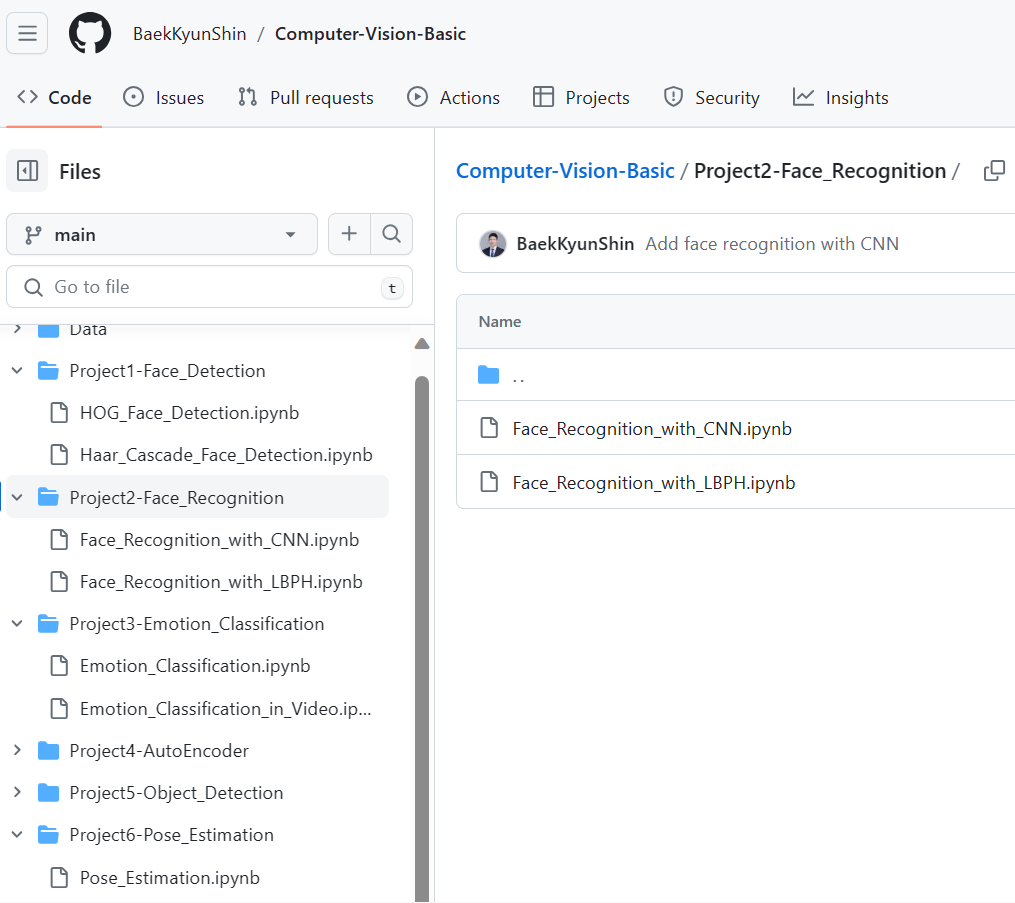 BaekKyunShin / Computer-Vision-Basic
Code Issues Pull requests Actions Projects Security Insights
Files
main
Go to file t
Data
Project1-Face_Detection
HOG_Face_Detection.ipynb
Haar_Cascade_Face_Detection.ipynb
Project2-Face_Recognition
Face_Recognition_with_CNN.ipynb
Face_Recognition_with_LBPH.ipynb
Project3-Emotion_Classification
Emotion_Classification.ipynb
Emotion_Classification_in_Video.ip...
Project4-AutoEncoder
Project5-Object_Detection
Project6-Pose_Estimation
Pose_Estimation.ipynb
Computer-Vision-Basic / Project2-Face_Recognition /
BaekKyunShin Add face recognition with CNN
Name
..
Face_Recognition_with_CNN.ipynb
Face_Recognition_with_LBPH.ipynb